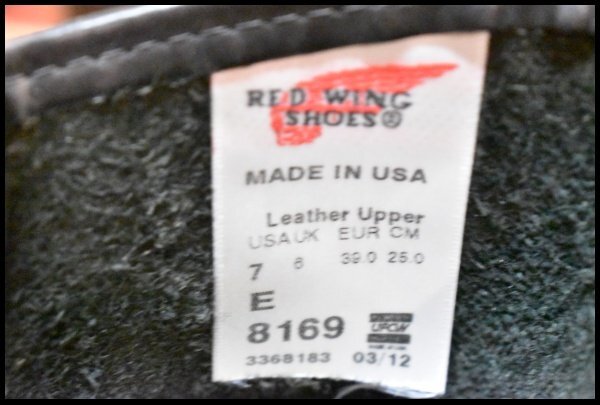 RED WING
SHOES®
MADE IN USA
Leather Upper
USA UK EUR CM
7 6 39.0 25.0
E
8169
UFCW
3368183 03/12